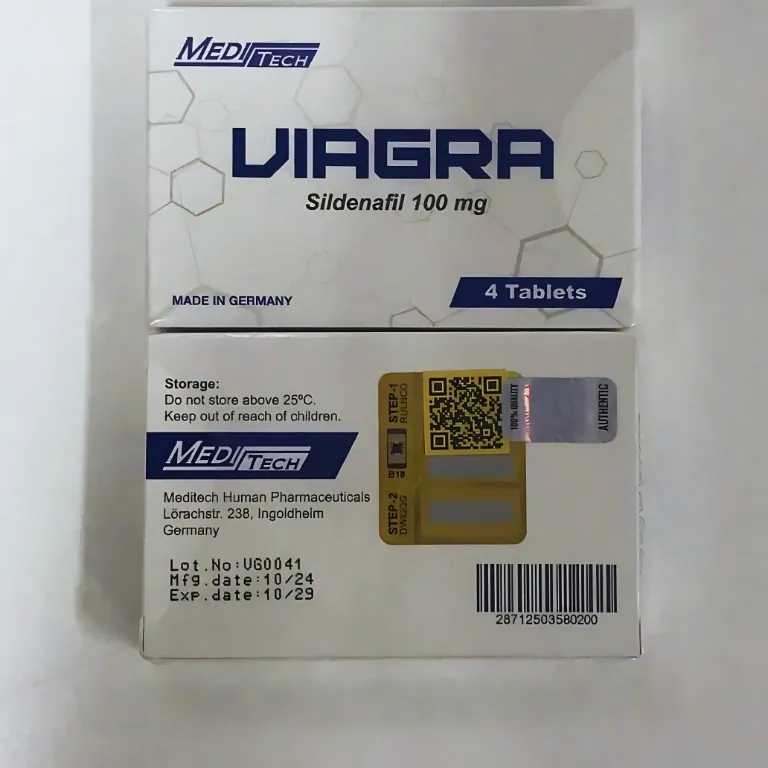 MEDITECH
VIAGRA
Sildenafil 100 mg
MADE IN GERMANY
4 Tablets
Storage:
Do not store above 25ºC.
Keep out of reach of children.
MEDITECH
Meditech Human Pharmaceuticals
Lörachstr. 238, Ingoldheim
Germany
Lot.No:VG0041
Mfg.date:10/24
Exp.date:10/29
STEP-1
STEP-2
100% QUALITY
AUTHENTIC
28712503580200